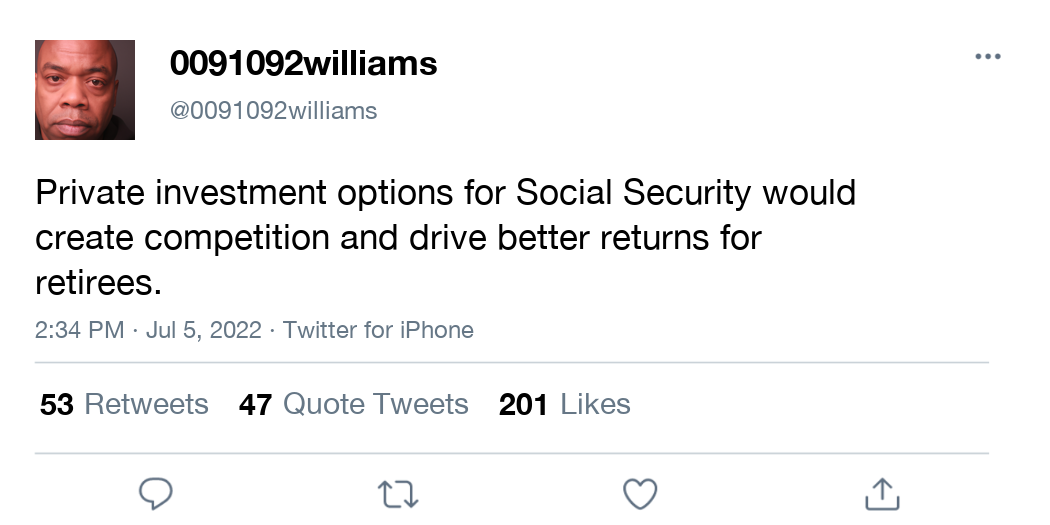 0091092williams
@0091092williams
Private investment options for Social Security would
create competition and drive better returns for
retirees.
2:34 PM · Jul 5, 2022 · Twitter for iPhone
53 Retweets 47 Quote Tweets 201 Likes